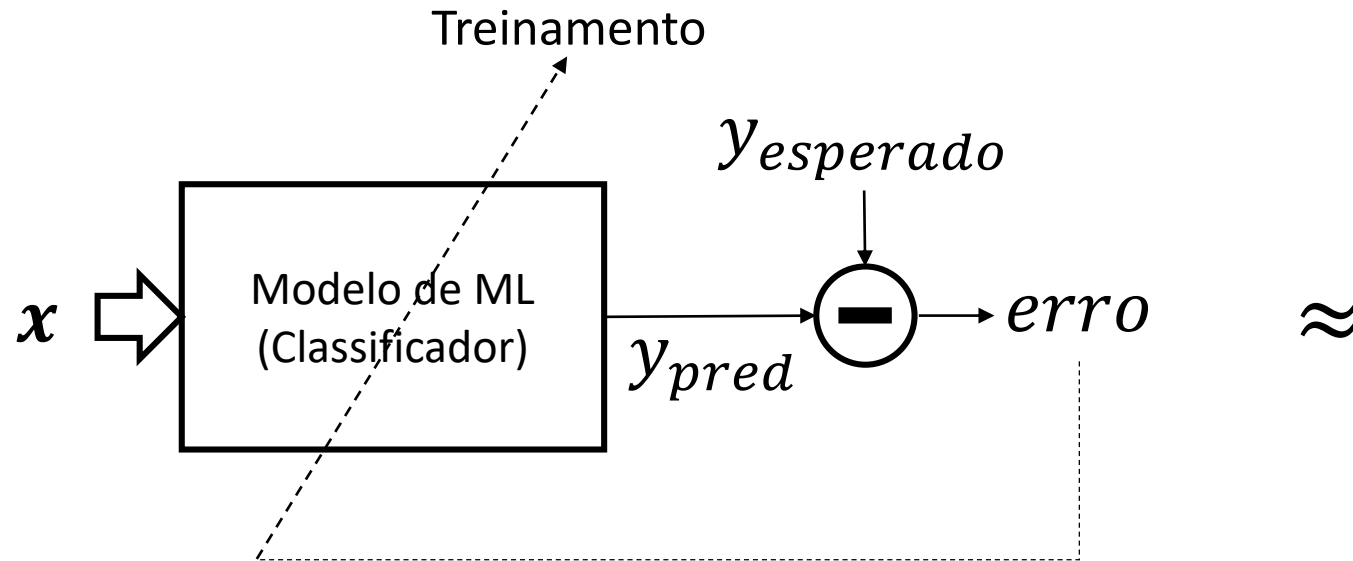 Treinamento
y_esperado
x
Modelo de ML
(Classificador)
y_pred
−
erro
≈